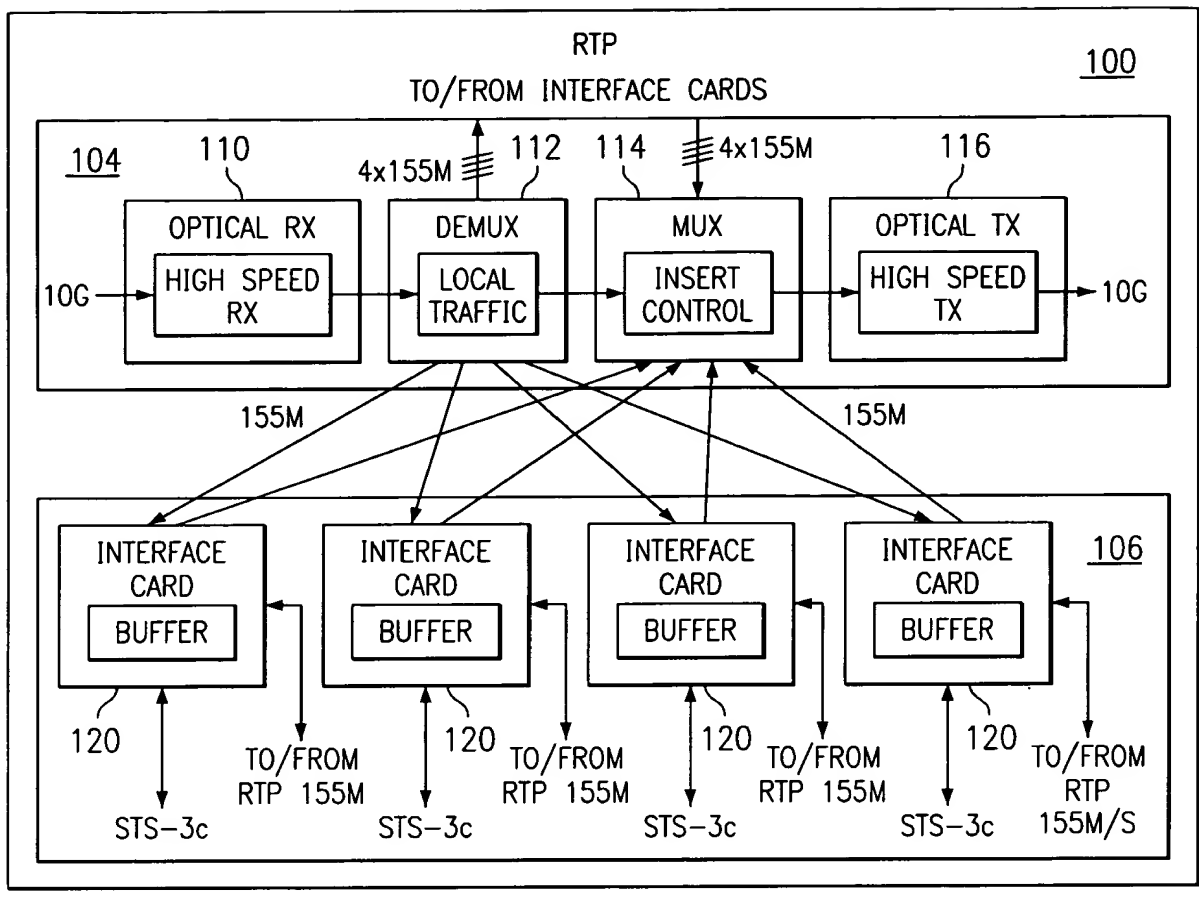 RTP
100
TO/FROM INTERFACE CARDS
104
110
4x155M
112
114
4x155M
116
OPTICAL RX
DEMUX
MUX
OPTICAL TX
10G
HIGH SPEED
RX
LOCAL
TRAFFIC
INSERT
CONTROL
HIGH SPEED
TX
10G
155M
155M
106
INTERFACE
CARD
BUFFER
INTERFACE
CARD
BUFFER
INTERFACE
CARD
BUFFER
INTERFACE
CARD
BUFFER
120
TO/FROM
RTP 155M
STS-3c
120
TO/FROM
RTP 155M
STS-3c
120
TO/FROM
RTP 155M
STS-3c
120
TO/FROM
RTP
155M/S
STS-3c